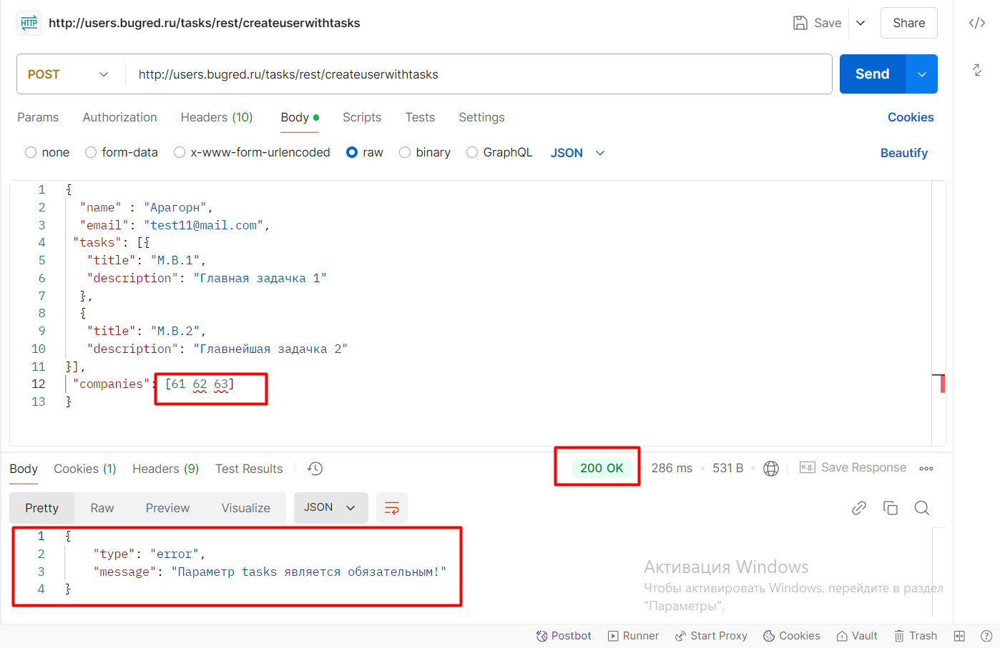 HTTP http://users.bugred.ru/tasks/rest/createuserwithtasks Save Share
POST http://users.bugred.ru/tasks/rest/createuserwithtasks Send
Params Authorization Headers (10) Body Scripts Tests Settings Cookies
none form-data x-www-form-urlencoded raw binary GraphQL JSON Beautify
1 {
2 "name" : "Арагорн",
3 "email": "test11@mail.com",
4 "tasks": [{
5 "title": "М.В.1",
6 "description": "Главная задачка 1"
7 },
8 {
9 "title": "М.В.2",
10 "description": "Главнейшая задачка 2"
11 }],
12 "companies": [61 62 63]
13 }
Body Cookies (1) Headers (9) Test Results 200 OK 286 ms 531 B e.g. Save Response
Pretty Raw Preview Visualize JSON
1 {
2 "type": "error",
3 "message": "Параметр tasks является обязательным!"
4 }
Активация Windows
Чтобы активировать Windows, перейдите в раздел
"Параметры".
Postbot Runner Start Proxy Cookies Vault Trash